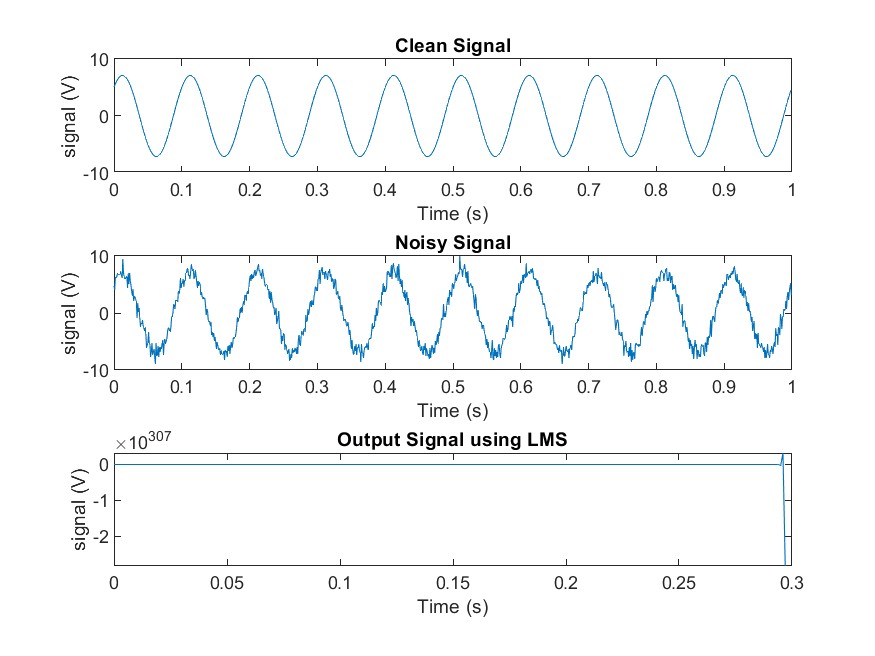 Clean Signal
10
0
-10
signal (V)
0 0.1 0.2 0.3 0.4 0.5 0.6 0.7 0.8 0.9 1
Time (s)
Noisy Signal
10
0
-10
signal (V)
0 0.1 0.2 0.3 0.4 0.5 0.6 0.7 0.8 0.9 1
Time (s)
×10^307
Output Signal using LMS
0
-1
-2
signal (V)
0 0.05 0.1 0.15 0.2 0.25 0.3
Time (s)